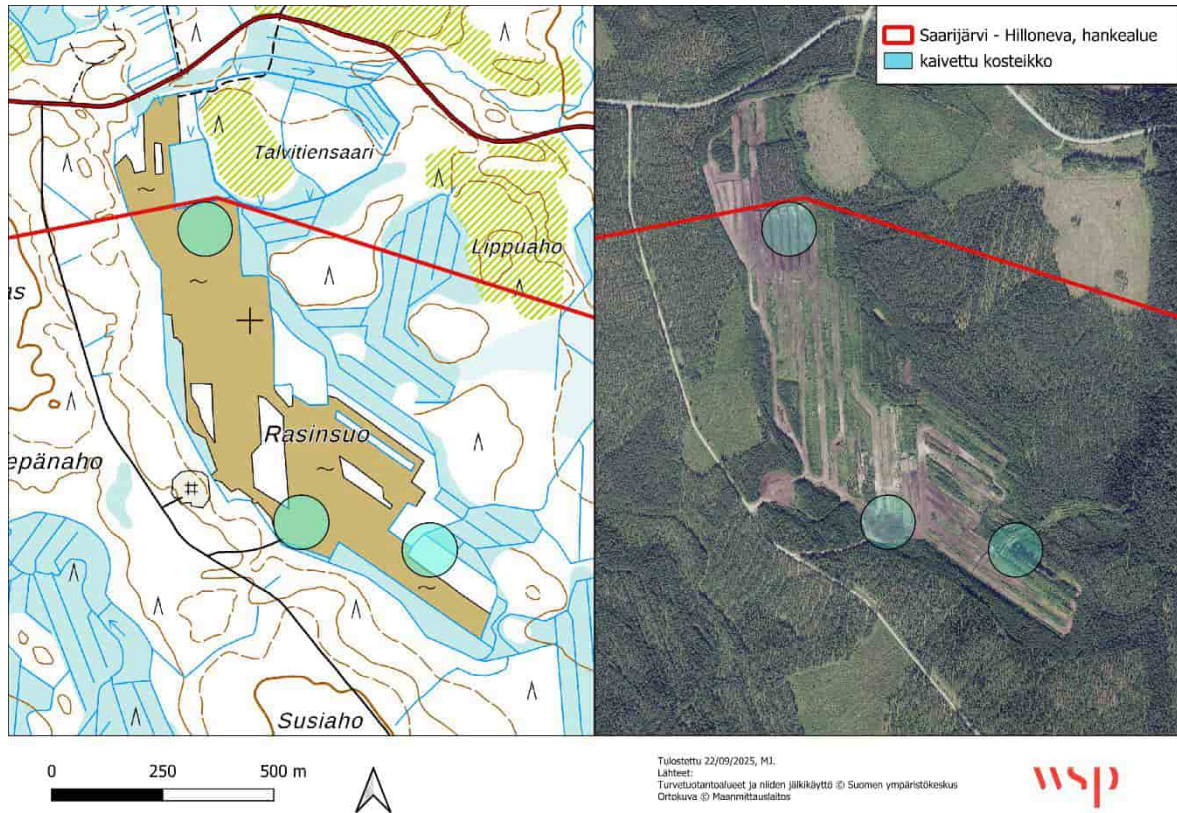 Saarijärvi - Hilloneva, hankealue
kaivettu kosteikko
Talvitiensaari
Lippuaho
as
Rasinsuo
epänaho
#
Susiaho
0 250 500 m
Tulostettu 22/09/2025, MJ.
Lähteet:
Turvetuotantoalueet ja niiden jälkikäyttö © Suomen ympäristökeskus
Ortokuva © Maanmittauslaitos
wsp